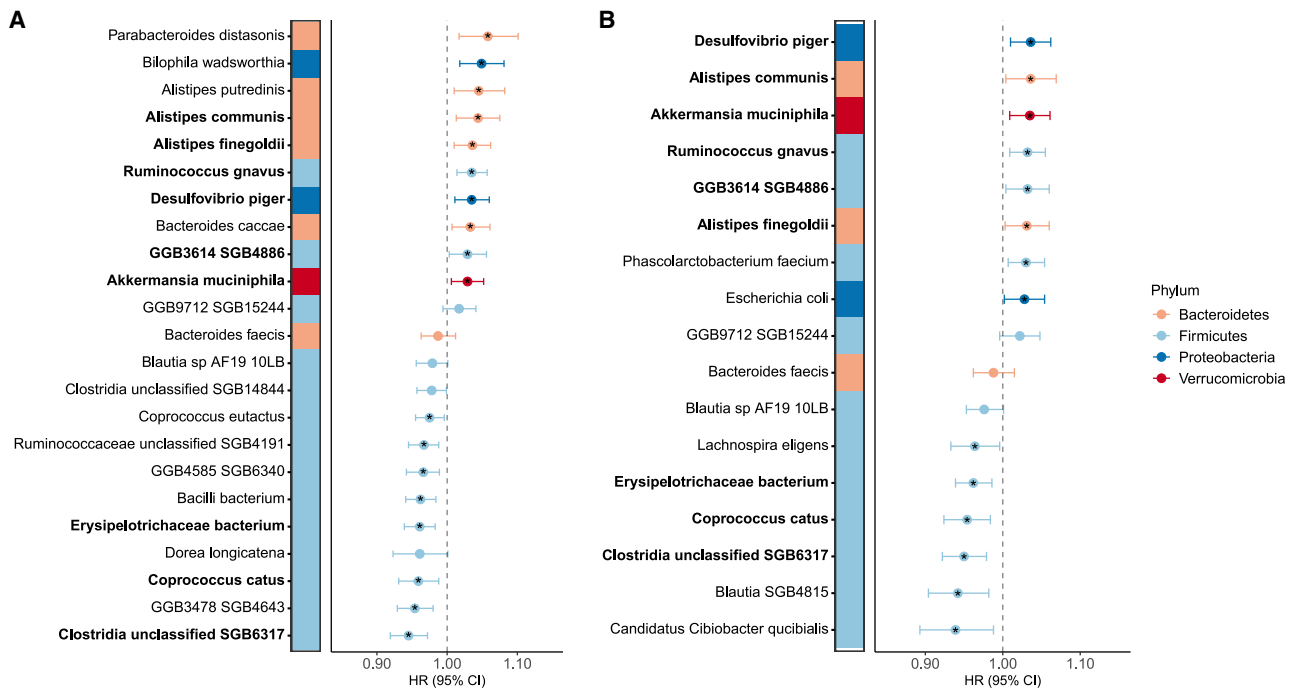 A
Parabacteroides distasonis
Bilophila wadsworthia
Alistipes putredinis
Alistipes communis
Alistipes finegoldii
Ruminococcus gnavus
Desulfovibrio piger
Bacteroides caccae
GGB3614 SGB4886
Akkermansia muciniphila
GGB9712 SGB15244
Bacteroides faecis
Blautia sp AF19 10LB
Clostridia unclassified SGB14844
Coprococcus eutactus
Ruminococcaceae unclassified SGB4191
GGB4585 SGB6340
Bacilli bacterium
Erysipelotrichaceae bacterium
Dorea longicatena
Coprococcus catus
GGB3478 SGB4643
Clostridia unclassified SGB6317
0.90 1.00 1.10
HR (95% CI)
B
Desulfovibrio piger
Alistipes communis
Akkermansia muciniphila
Ruminococcus gnavus
GGB3614 SGB4886
Alistipes finegoldii
Phascolarctobacterium faecium
Escherichia coli
GGB9712 SGB15244
Bacteroides faecis
Blautia sp AF19 10LB
Lachnospira eligens
Erysipelotrichaceae bacterium
Coprococcus catus
Clostridia unclassified SGB6317
Blautia SGB4815
Candidatus Cibiobacter qucibialis
0.90 1.00 1.10
HR (95% CI)
Phylum
Bacteroidetes
Firmicutes
Proteobacteria
Verrucomicrobia